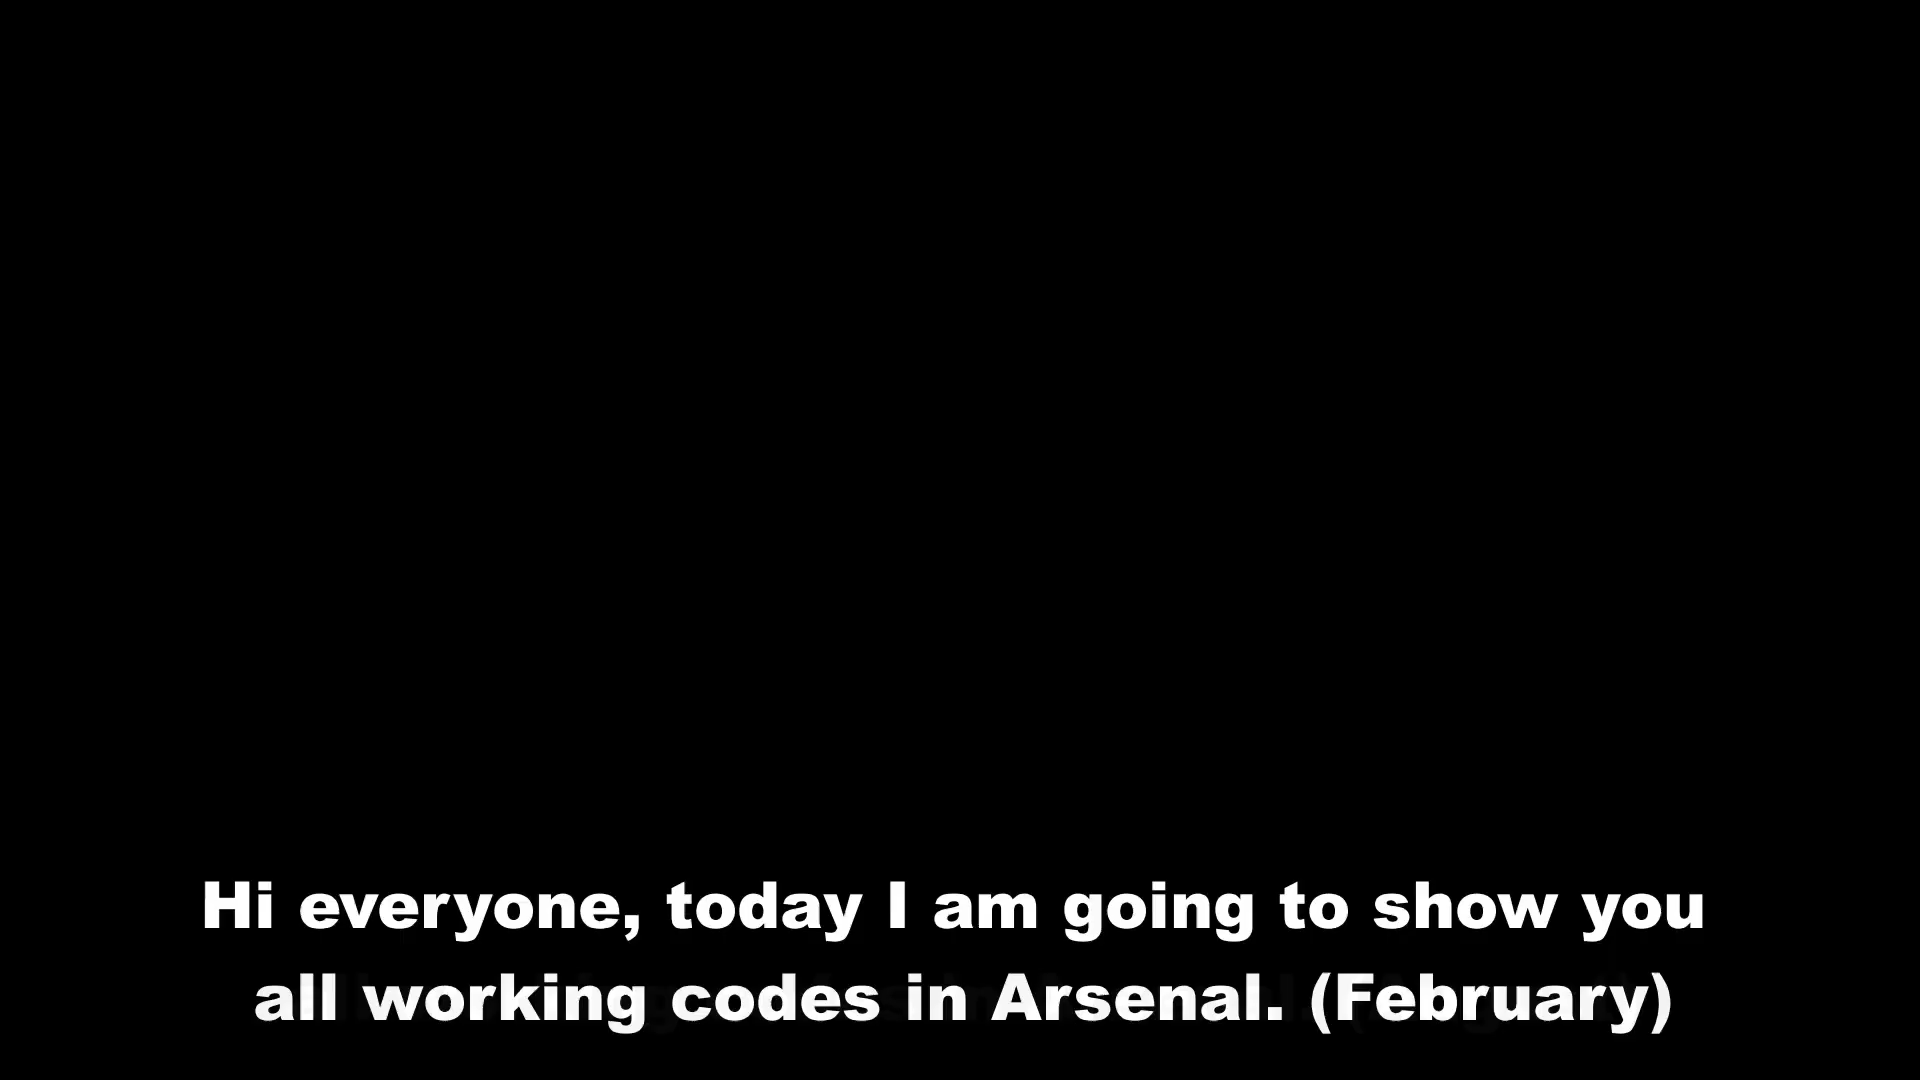 Hi everyone, today I am going to show you
all working codes in Arsenal. (February)